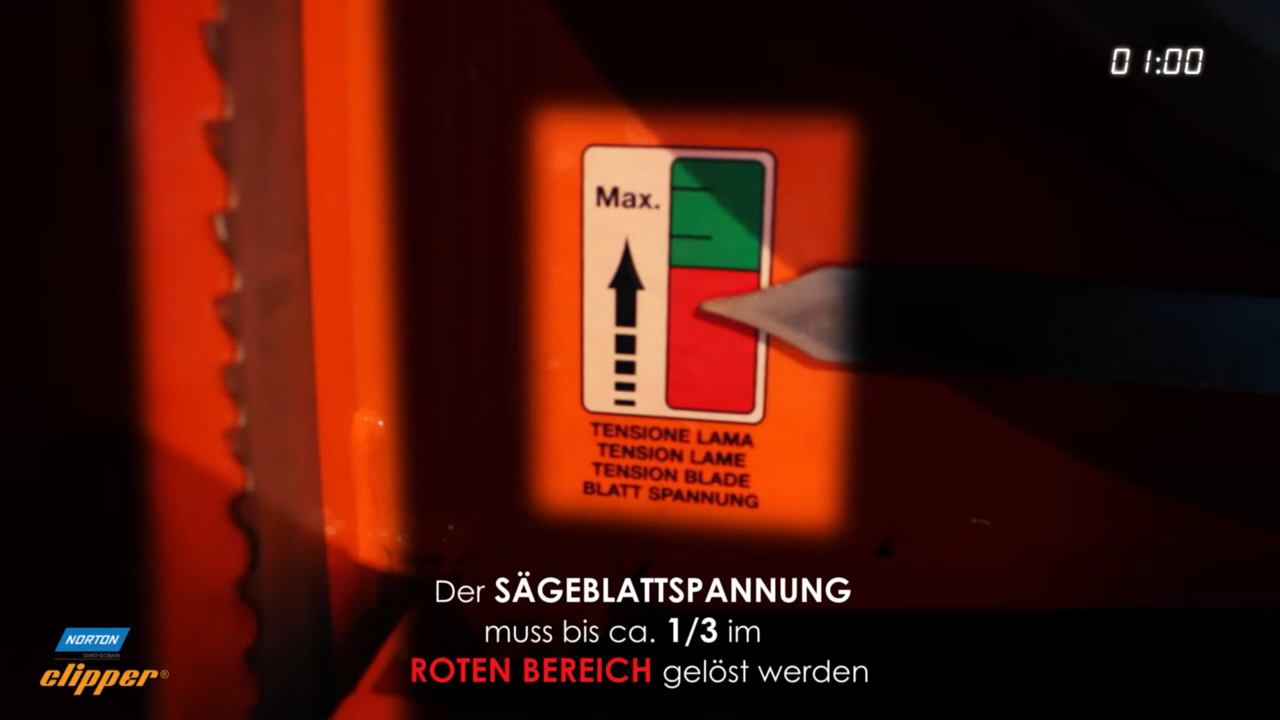 01:00
Max.
TENSIONE LAMA
TENSION LAME
TENSION BLADE
BLATT SPANNUNG
Der SÄGEBLATTSPANNUNG
muss bis ca. 1/3 im
ROTEN BEREICH gelöst werden
NORTON
SAINT-GOBAIN
clipper®